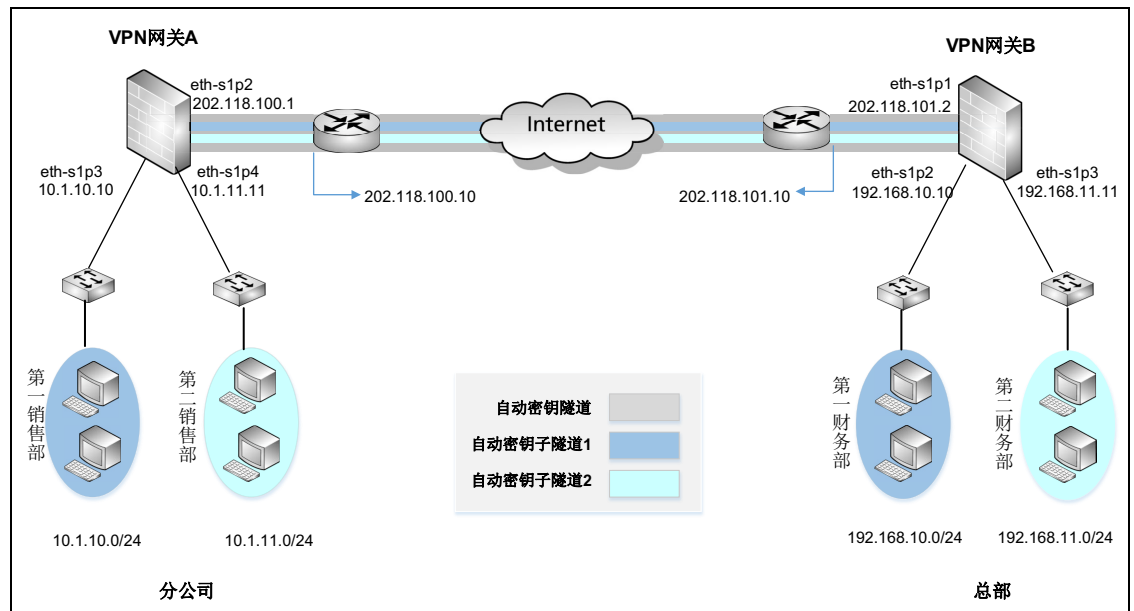 VPN网关A
VPN网关B
eth-s1p2
202.118.100.1
eth-s1p1
202.118.101.2
Internet
eth-s1p3
10.1.10.10
eth-s1p4
10.1.11.11
202.118.100.10
202.118.101.10
eth-s1p2
192.168.10.10
eth-s1p3
192.168.11.11
第一销售部
第二销售部
自动密钥隧道
自动密钥子隧道1
自动密钥子隧道2
第一财务部
第二财务部
10.1.10.0/24
10.1.11.0/24
192.168.10.0/24
192.168.11.0/24
分公司
总部